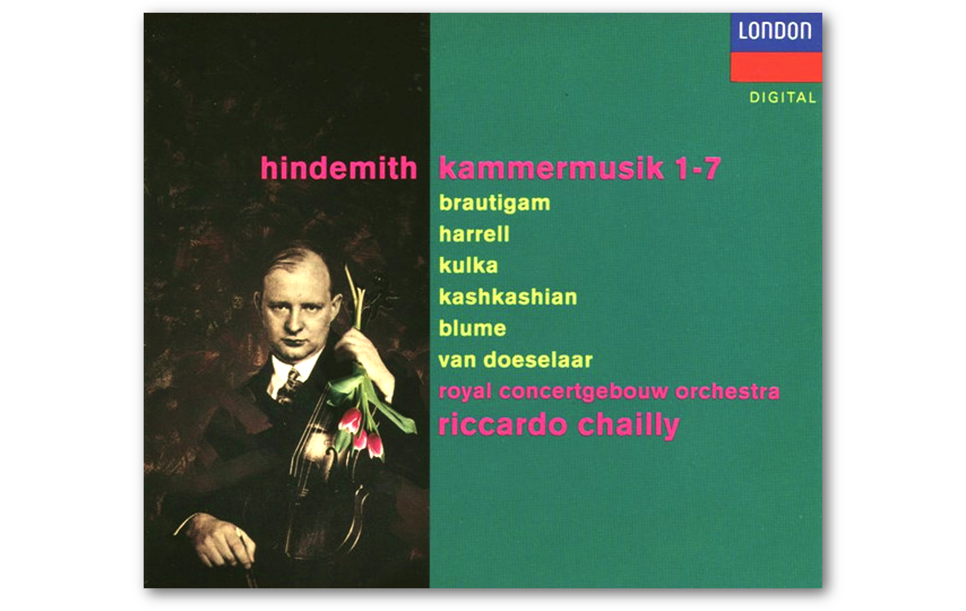 LONDON
DIGITAL
hindemith kammermusik 1-7
brautigam
harrell
kulka
kashkashian
blume
van doeselaar
royal concertgebouw orchestra
riccardo chailly